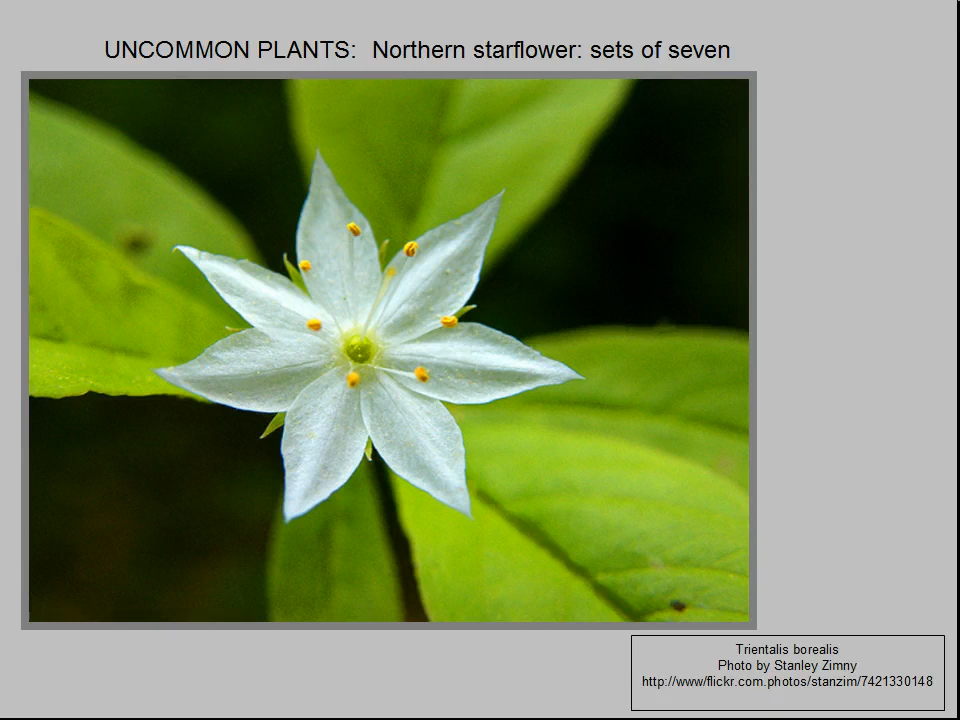 UNCOMMON PLANTS:  Northern starflower: sets of seven
Trientalis borealis
Photo by Stanley Zimny
http://www/flickr.com.photos/stanzim/7421330148